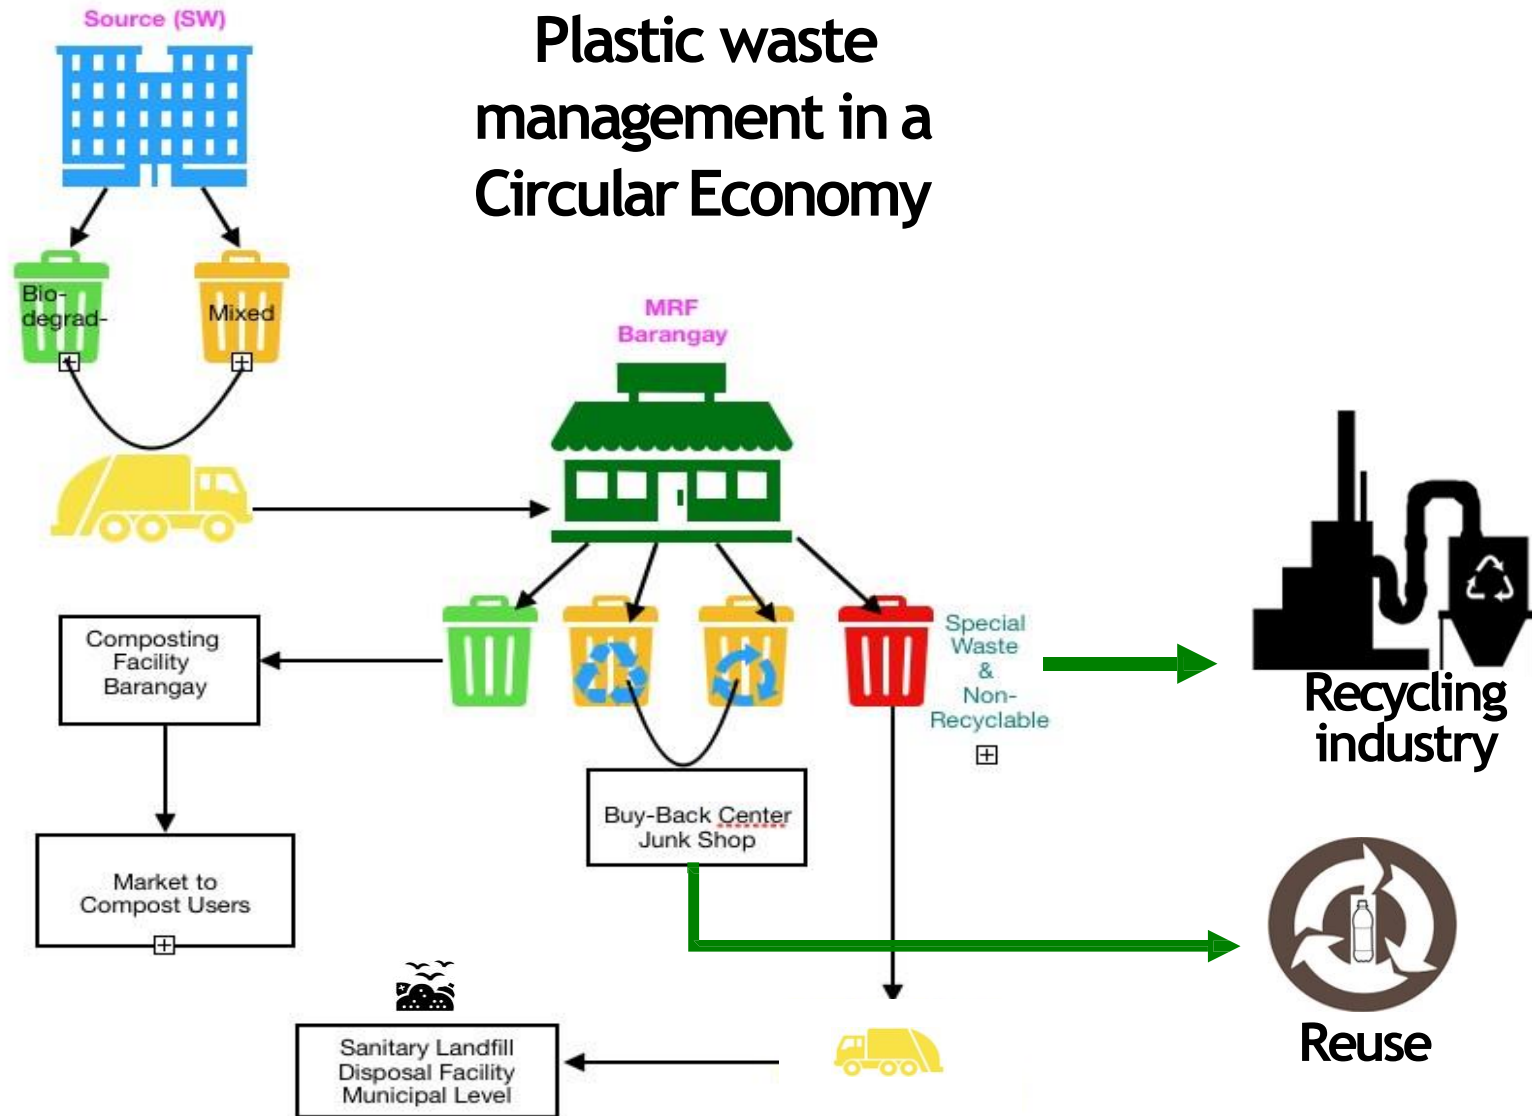 Source (SW)
Plastic waste
management in a
Circular Economy
Bio-
degrad-
Mixed
MRF
Barangay
Composting
Facility
Barangay
Special
Waste
&
Non-
Recyclable
Recycling
industry
Buy-Back Center
Junk Shop
Market to
Compost Users
Sanitary Landfill
Disposal Facility
Municipal Level
Reuse